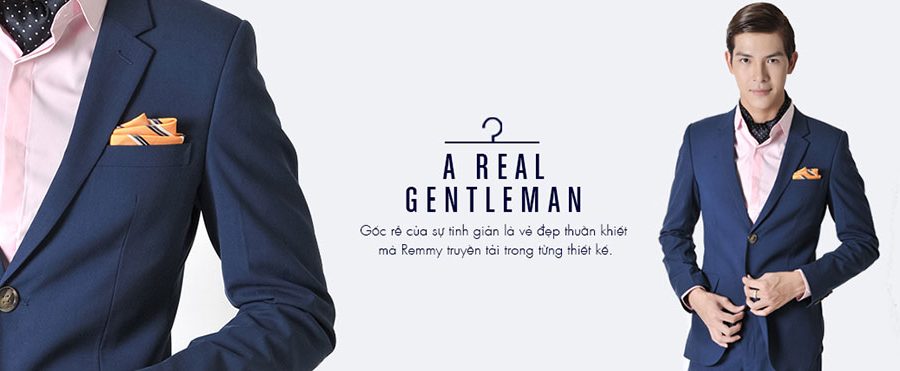 A REAL
GENTLEMAN
Gốc rễ của sự tinh giản là vẻ đẹp thuần khiết
mà Remmy truyền tải trong từng thiết kế.